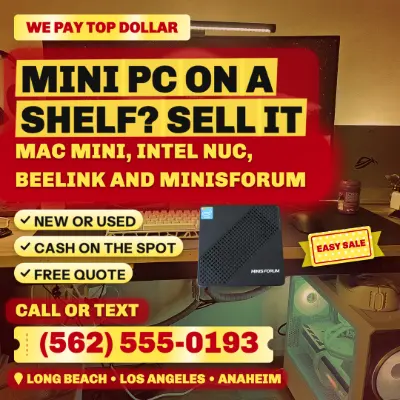 WE PAY TOP DOLLAR
MINI PC ON A
SHELF? SELL IT
MAC MINI, INTEL NUC,
BEELINK AND MINISFORUM
NEW OR USED
CASH ON THE SPOT
FREE QUOTE
MINISFORUM
EASY SALE
CALL OR TEXT
(562) 555-0193
LONG BEACH • LOS ANGELES • ANAHEIM